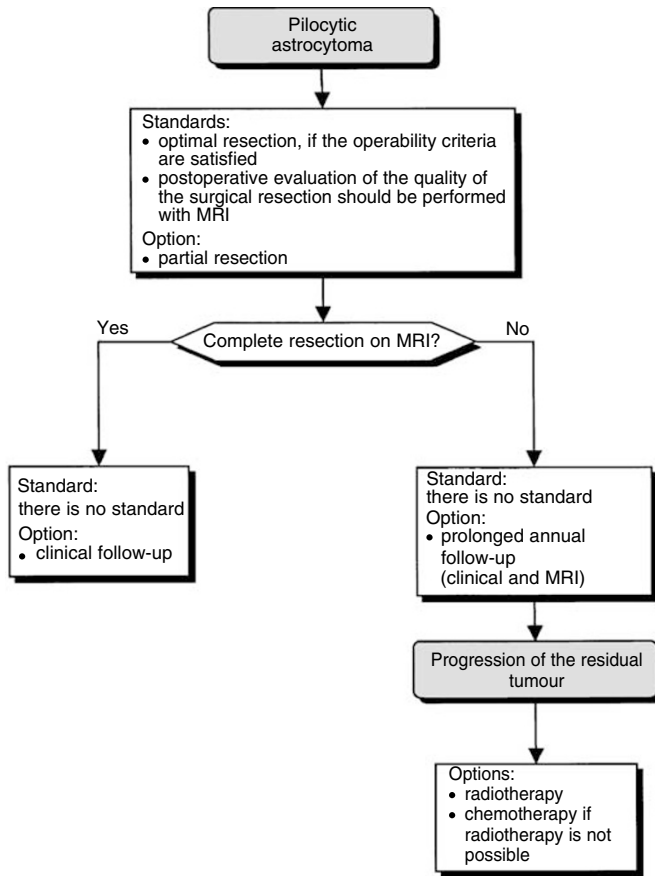 Pilocytic
astrocytoma
Standards:
• optimal resection, if the operability criteria
are satisfied
• postoperative evaluation of the quality of
the surgical resection should be performed
with MRI
Option:
• partial resection
Complete resection on MRI?
Yes
No
Standard:
there is no standard
Option:
• clinical follow-up
Standard:
there is no standard
Option:
• prolonged annual
follow-up
(clinical and MRI)
Progression of the residual
tumour
Options:
• radiotherapy
• chemotherapy if
radiotherapy is not
possible